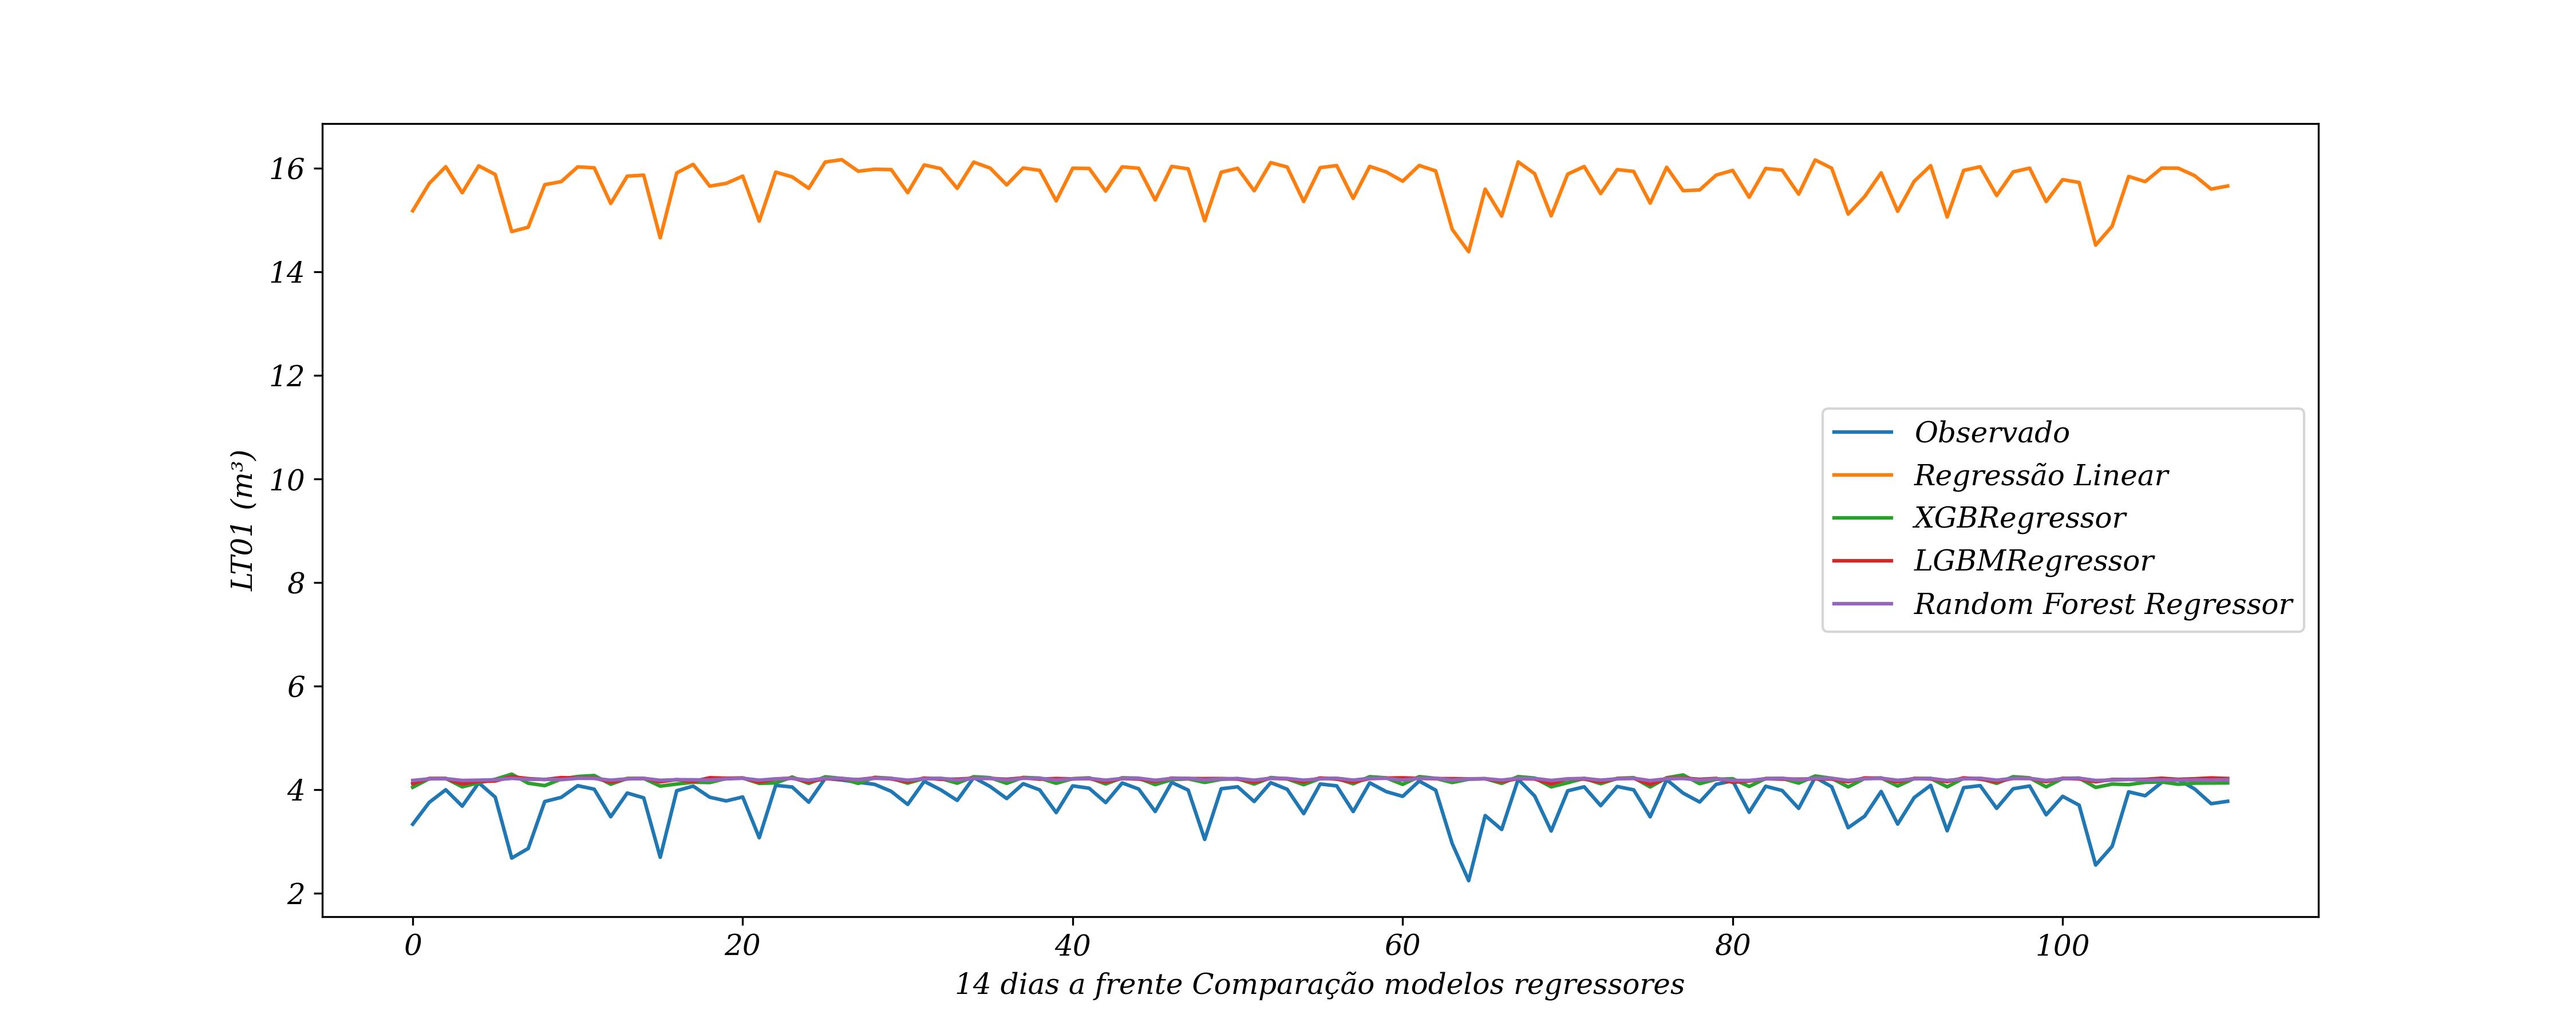 16
14
12
10
8
6
4
2
LT01 (m³)
Observado
Regressão Linear
XGBRegressor
LGBMRegressor
Random Forest Regressor
0 20 40 60 80 100
14 dias a frente Comparação modelos regressores